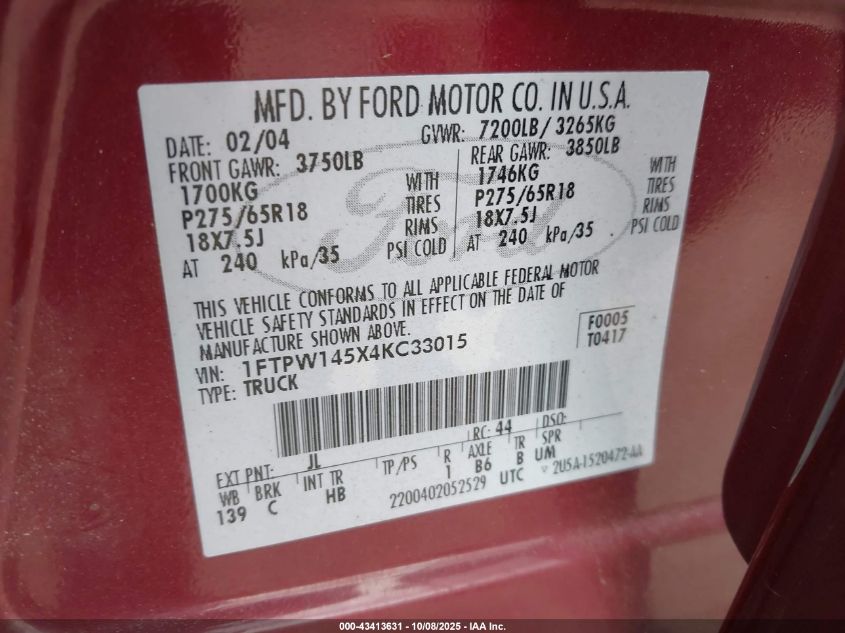 MFD. BY FORD MOTOR CO. IN U.S.A.
DATE: 02/04 GVWR: 7200LB/ 3265KG
FRONT GAWR: 3750LB REAR GAWR: 3850LB
1700KG WITH 1746KG WITH
P275/65R18 TIRES P275/65R18 TIRES
18X7.5J RIMS 18X7.5J RIMS
AT 240 kPa/35 PSI COLD AT 240 kPa/35 PSI COLD
Ford
THIS VEHICLE CONFORMS TO ALL APPLICABLE FEDERAL MOTOR
VEHICLE SAFETY STANDARDS IN EFFECT ON THE DATE OF
MANUFACTURE SHOWN ABOVE.
F0005
VIN: 1FTPW145X4KC33015 T0417
TYPE: TRUCK
EXT PNT: JL RC: 44 DSO:
WB BRK INT TR TP/PS R AXLE TR SPR
139 C HB 1 B6 B UM
2200402052529 UTC ▽ 2U5A-1520472-AA
000-43413631 - 10/08/2025 - IAA Inc.